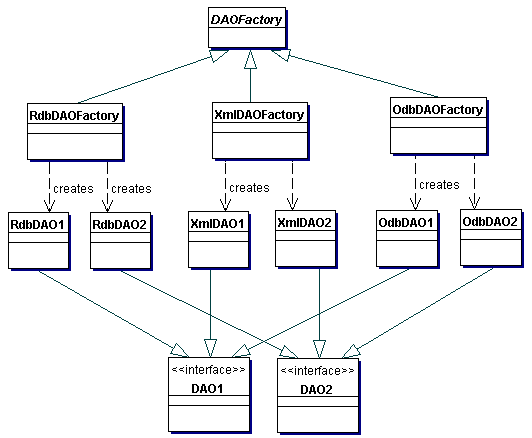 DAOFactory
RdbDAOFactory
XmlDAOFactory
OdbDAOFactory
creates
creates
creates
creates
RdbDAO1
RdbDAO2
XmlDAO1
XmlDAO2
OdbDAO1
OdbDAO2
<<interface>>
DAO1
<<interface>>
DAO2